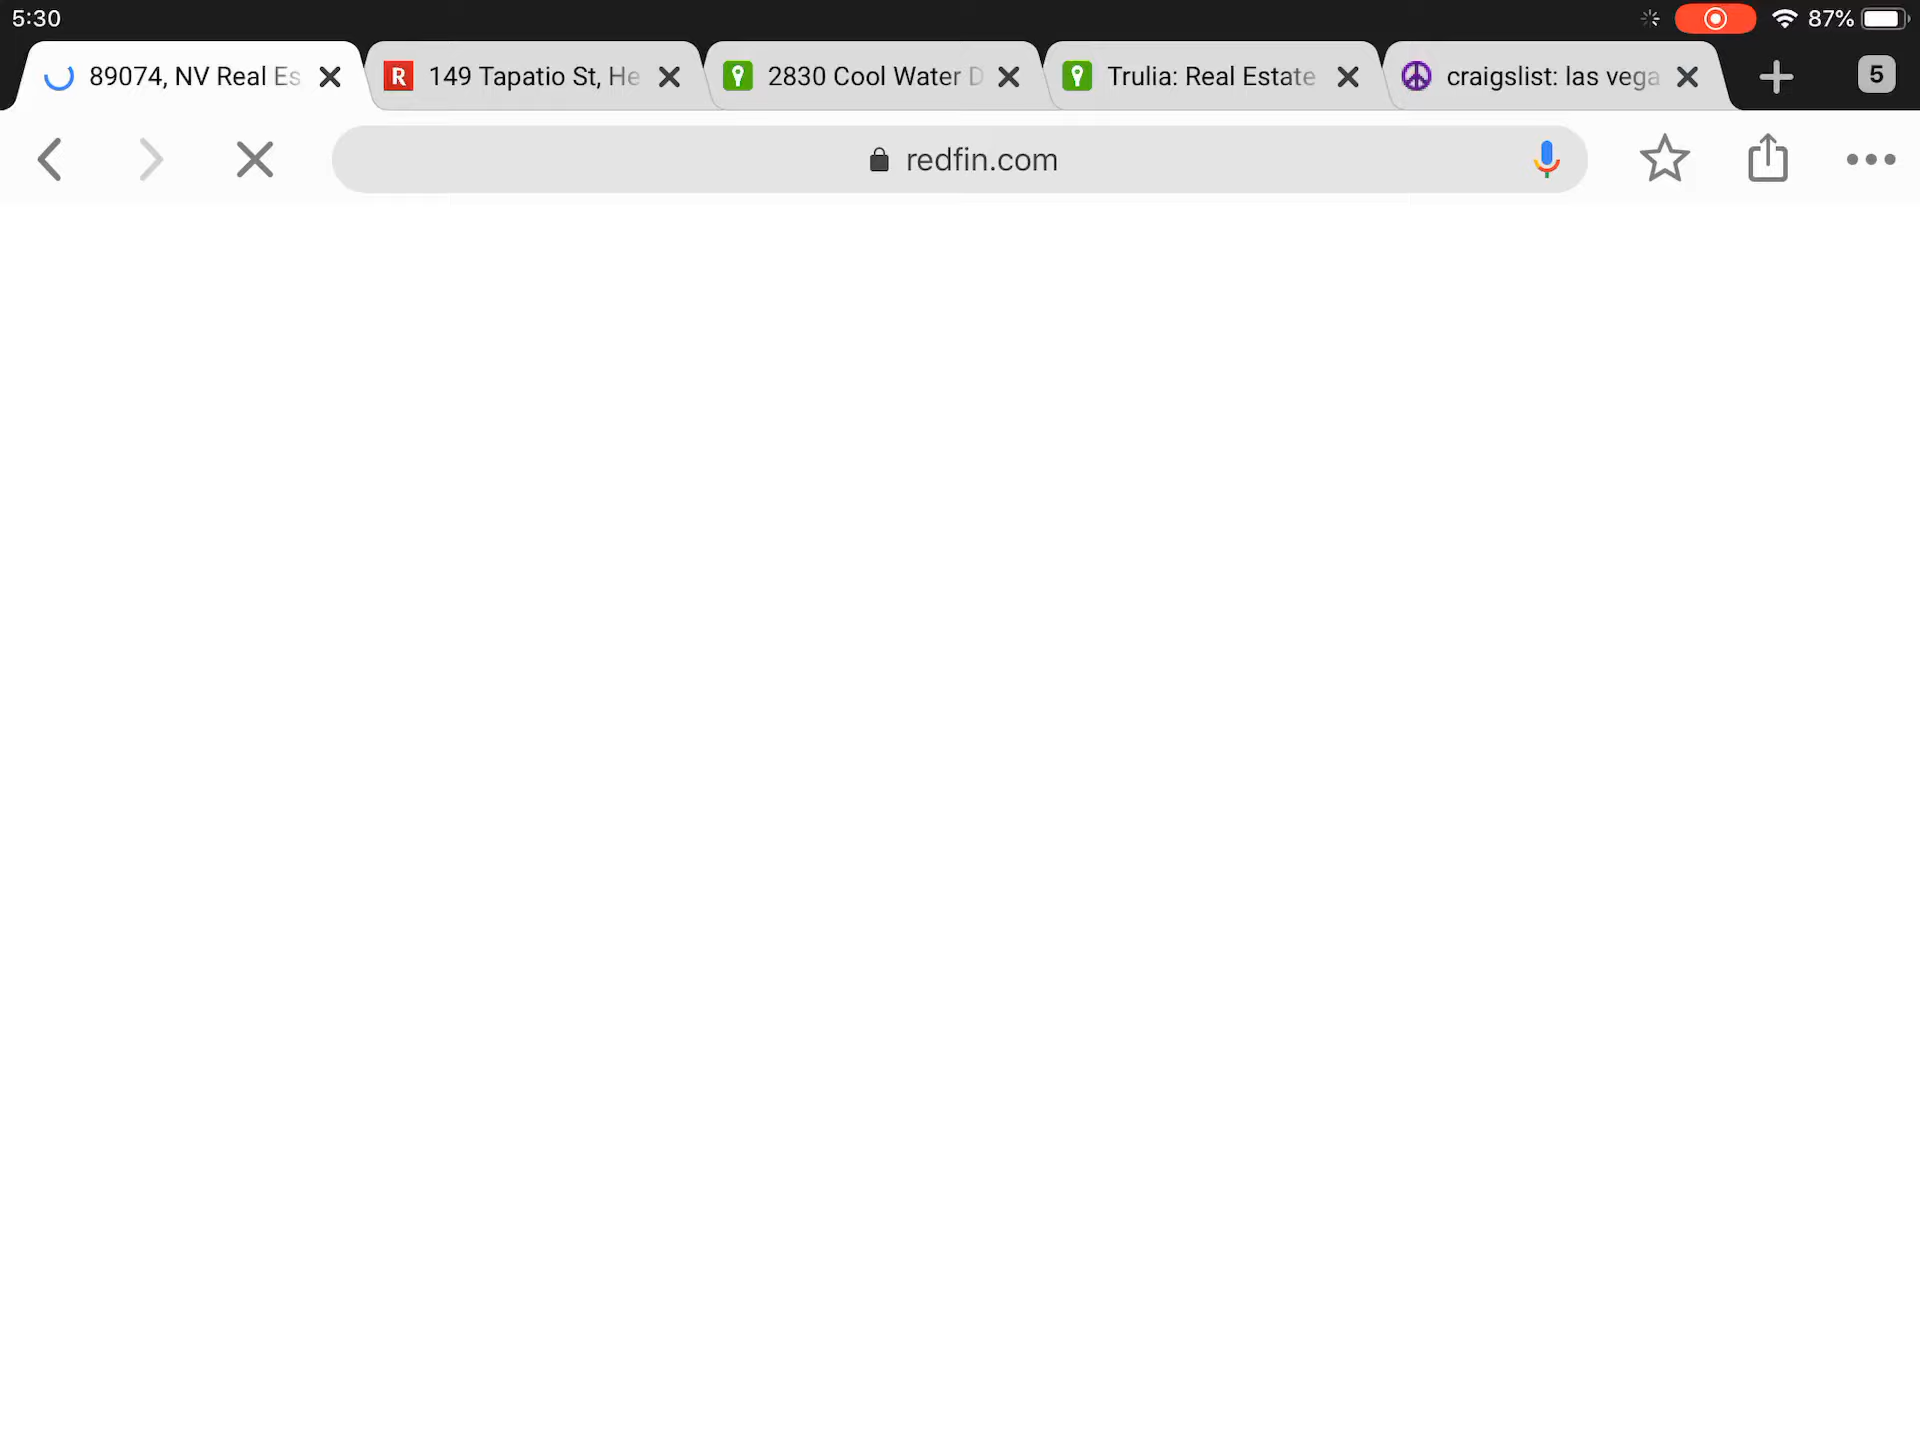 5:30
87%
89074, NV Real Es
R
149 Tapatio St, He
2830 Cool Water D
Trulia: Real Estate
craigslist: las vega
5
redfin.com